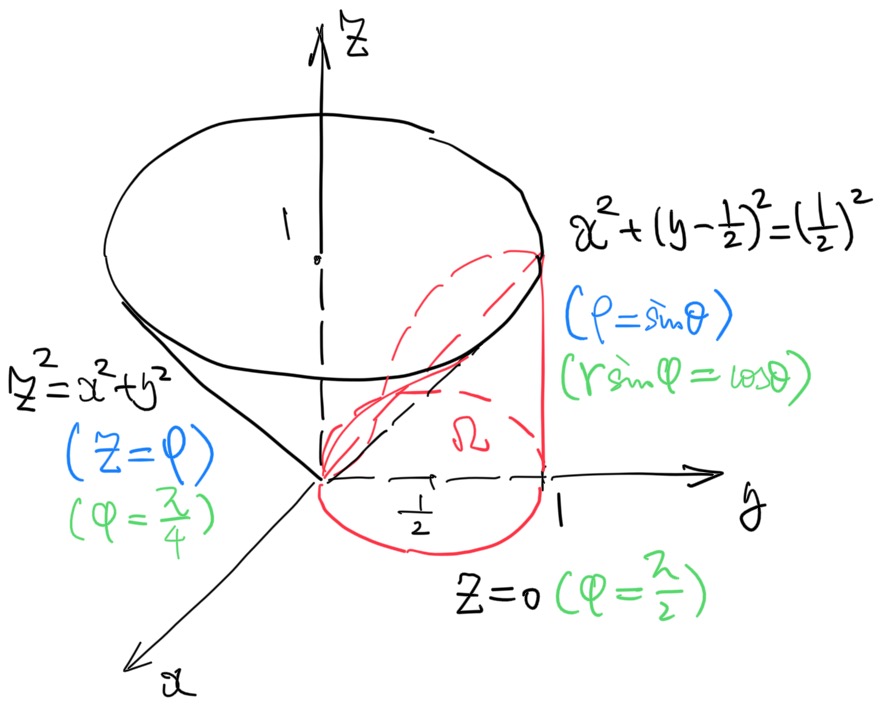 Z
1
x² + (y - 1/2)² = (1/2)²
(ρ = sinθ)
(r sinφ = cosθ)
z² = x² + y²
(z = ρ)
(φ = π/4)
Ω
1/2
1
y
z = 0 (φ = π/2)
x